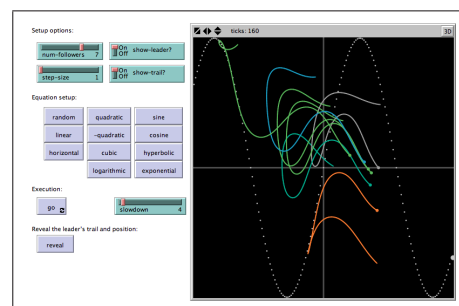 Setup options:
ticks: 160
3D
num-followers 7
On
Off
show-leader?
step-size 1
On
Off
show-trail?
Equation setup:
random quadratic sine
linear -quadratic cosine
horizontal cubic hyperbolic
logarithmic exponential
Execution:
go
slowdown 4
Reveal the leader's trail and position:
reveal